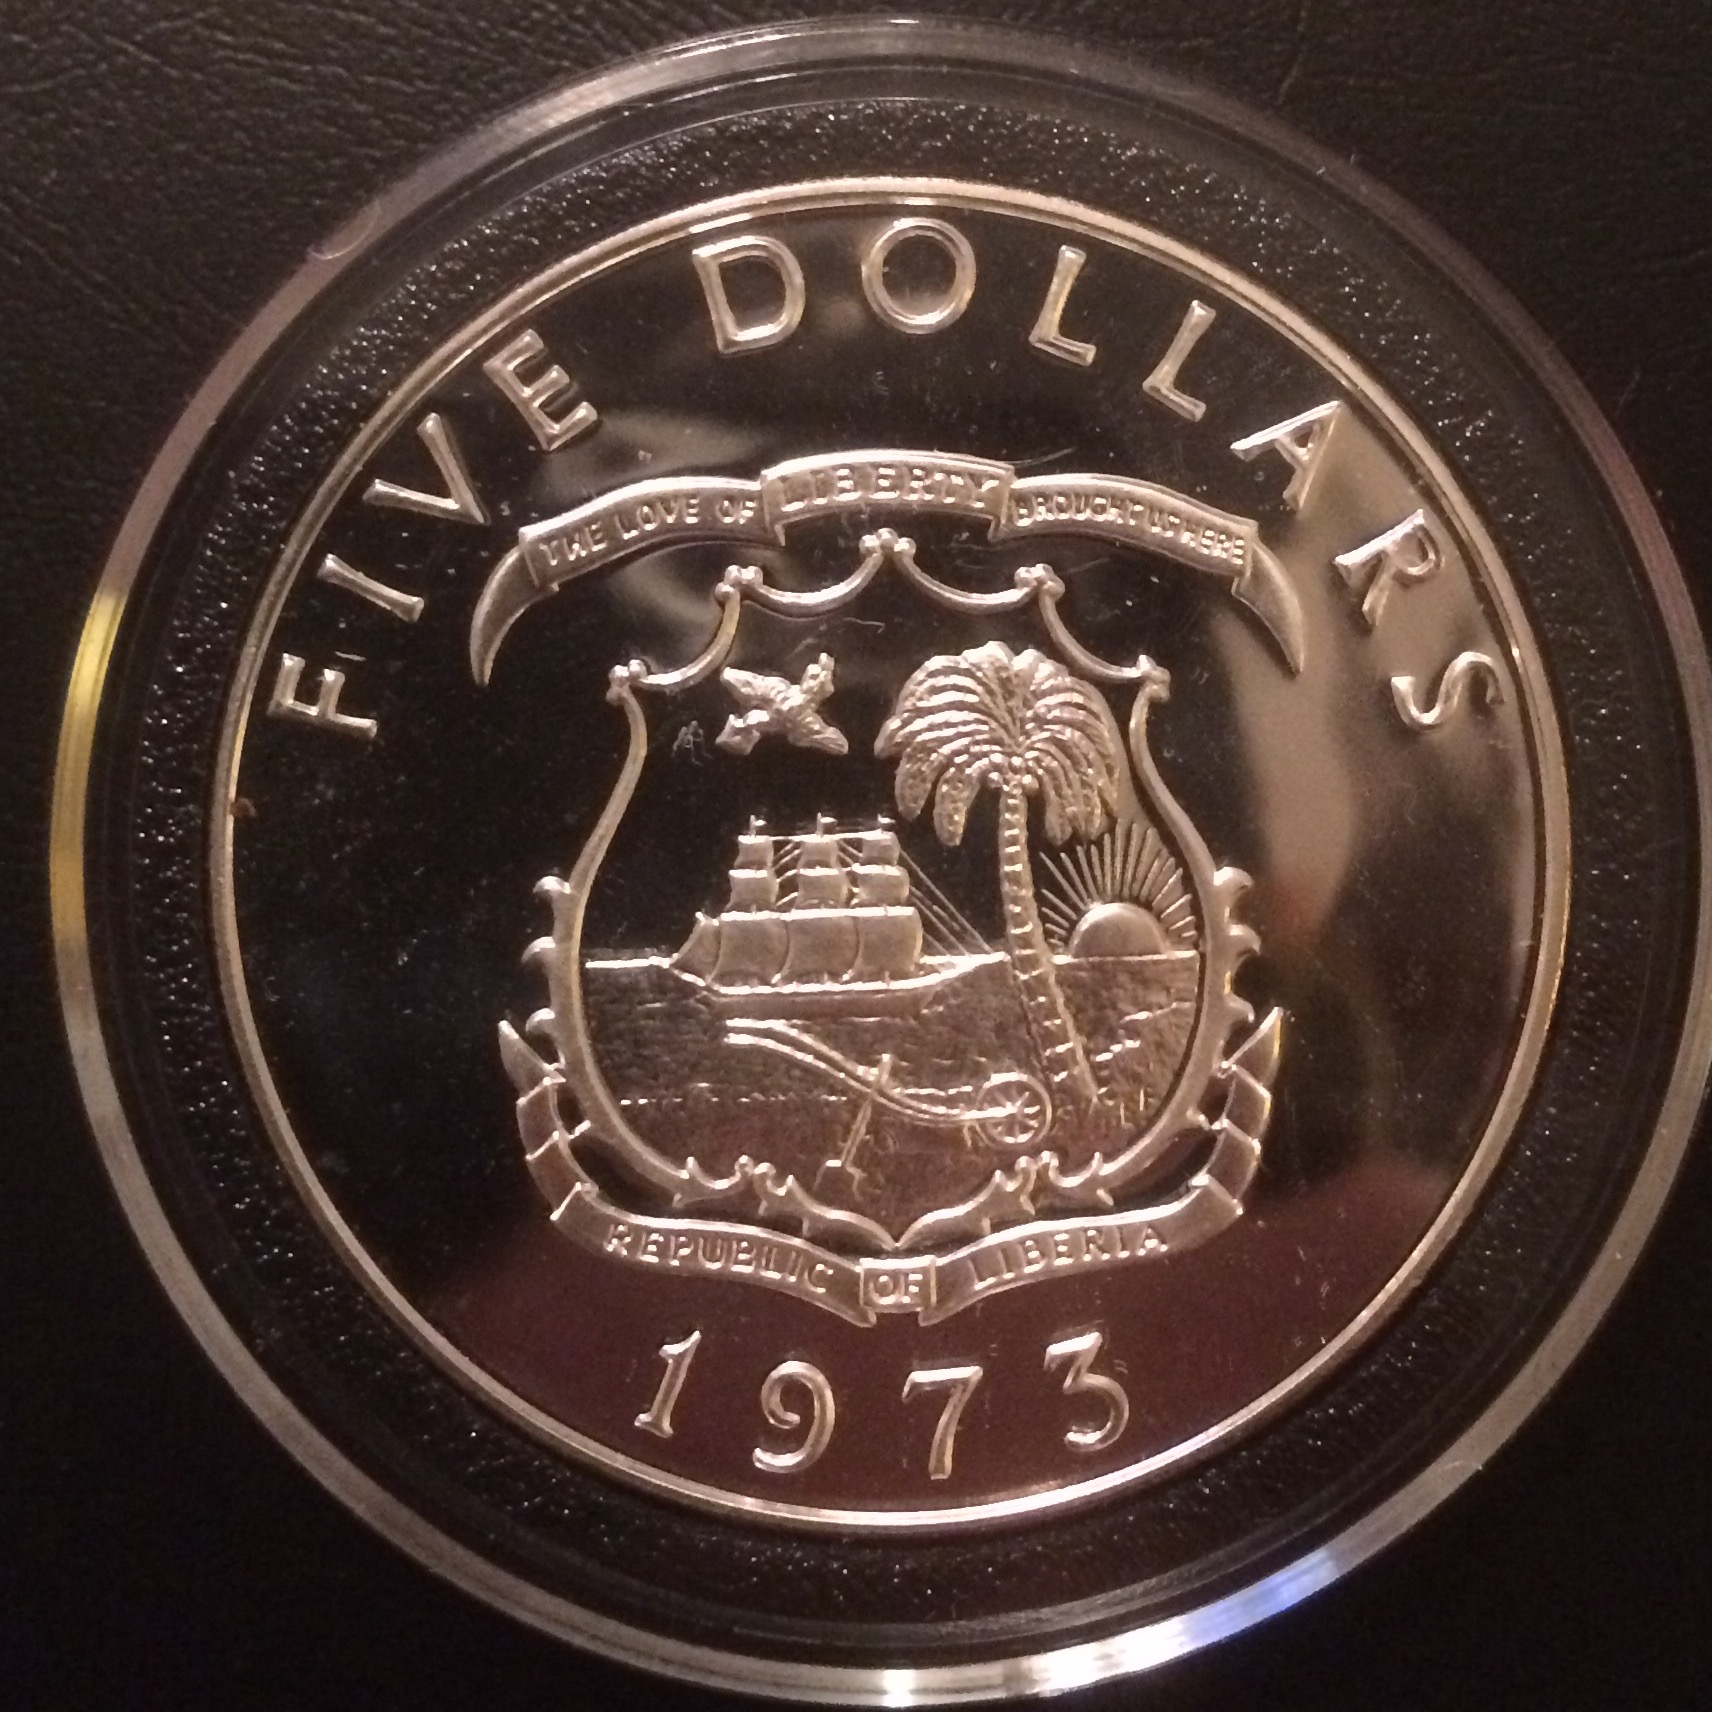 FIVE DOLLARS
THE LOVE OF LIBERTY BROUGHT US HERE
REPUBLIC OF LIBERIA
1973